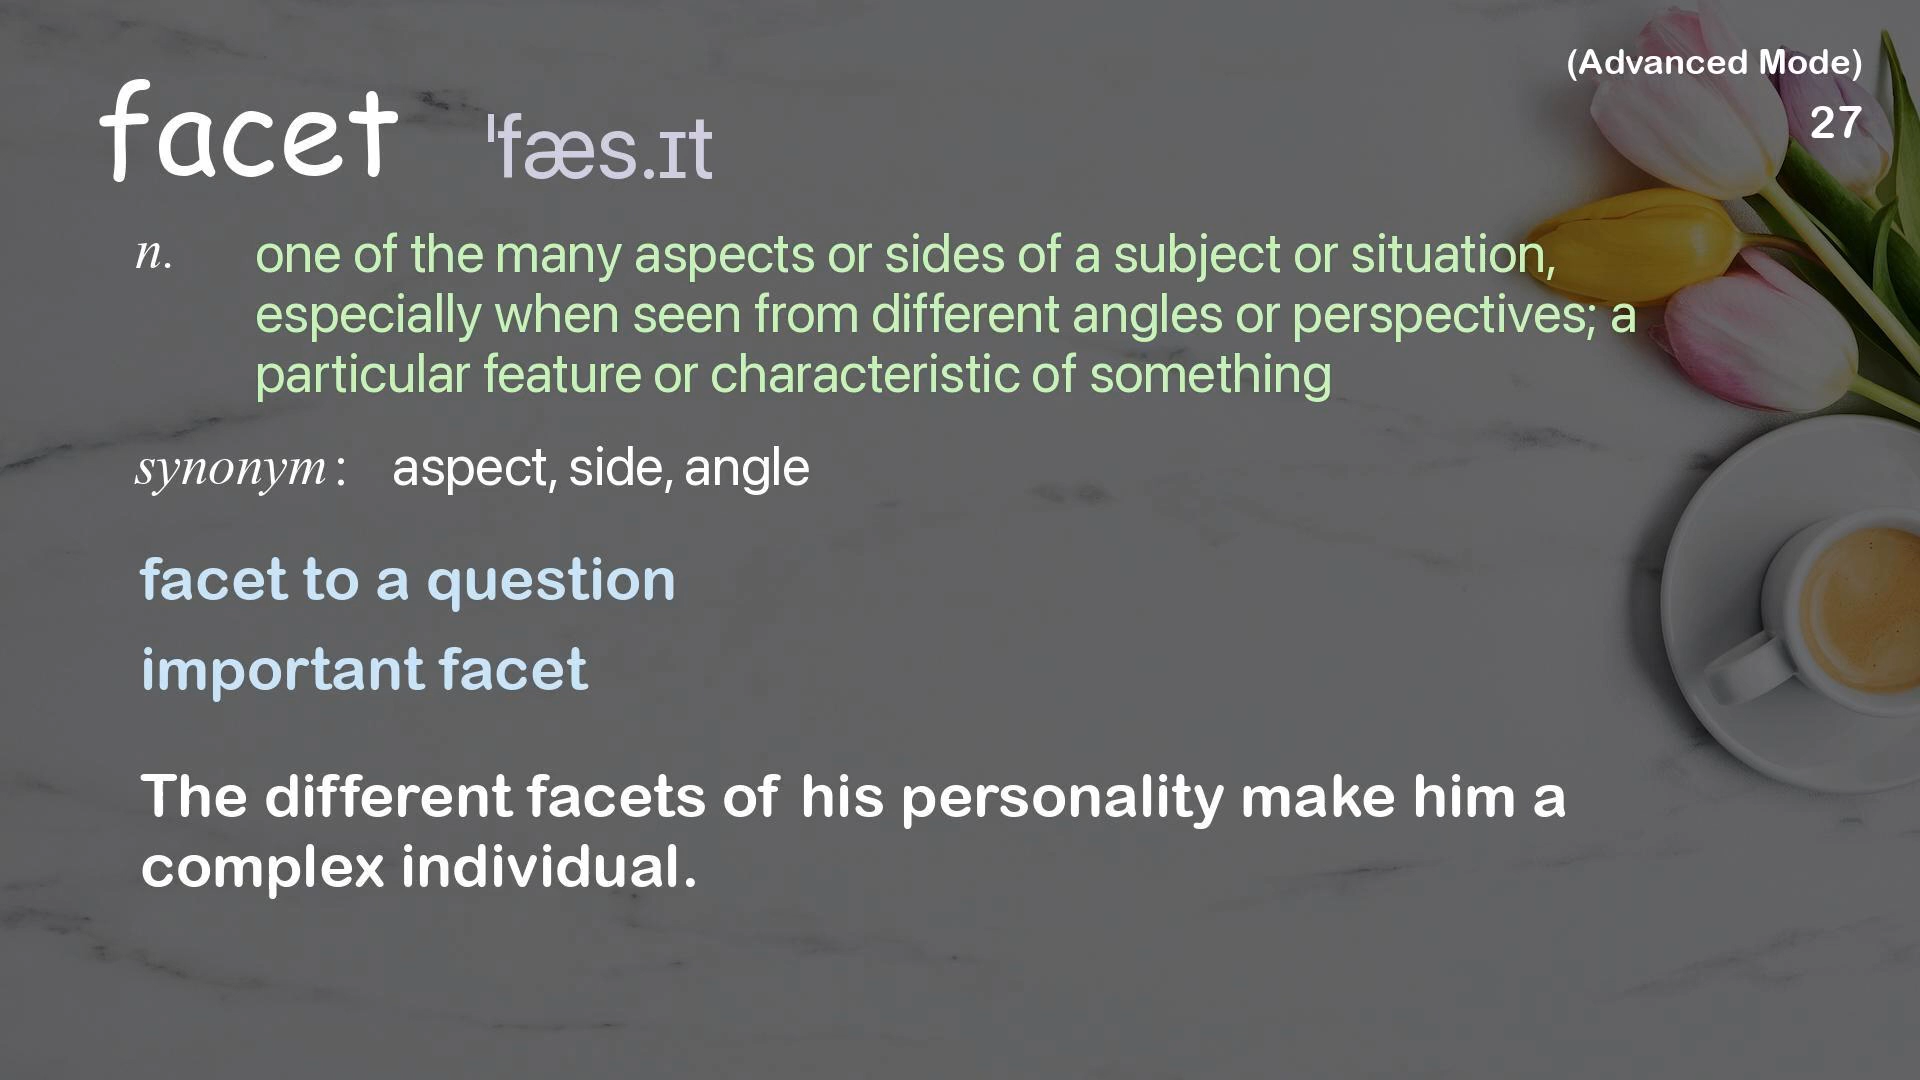 (Advanced Mode)
27
facet ˈfæs.ɪt
n. one of the many aspects or sides of a subject or situation,
especially when seen from different angles or perspectives; a
particular feature or characteristic of something
synonym: aspect, side, angle
facet to a question
important facet
The different facets of his personality make him a
complex individual.